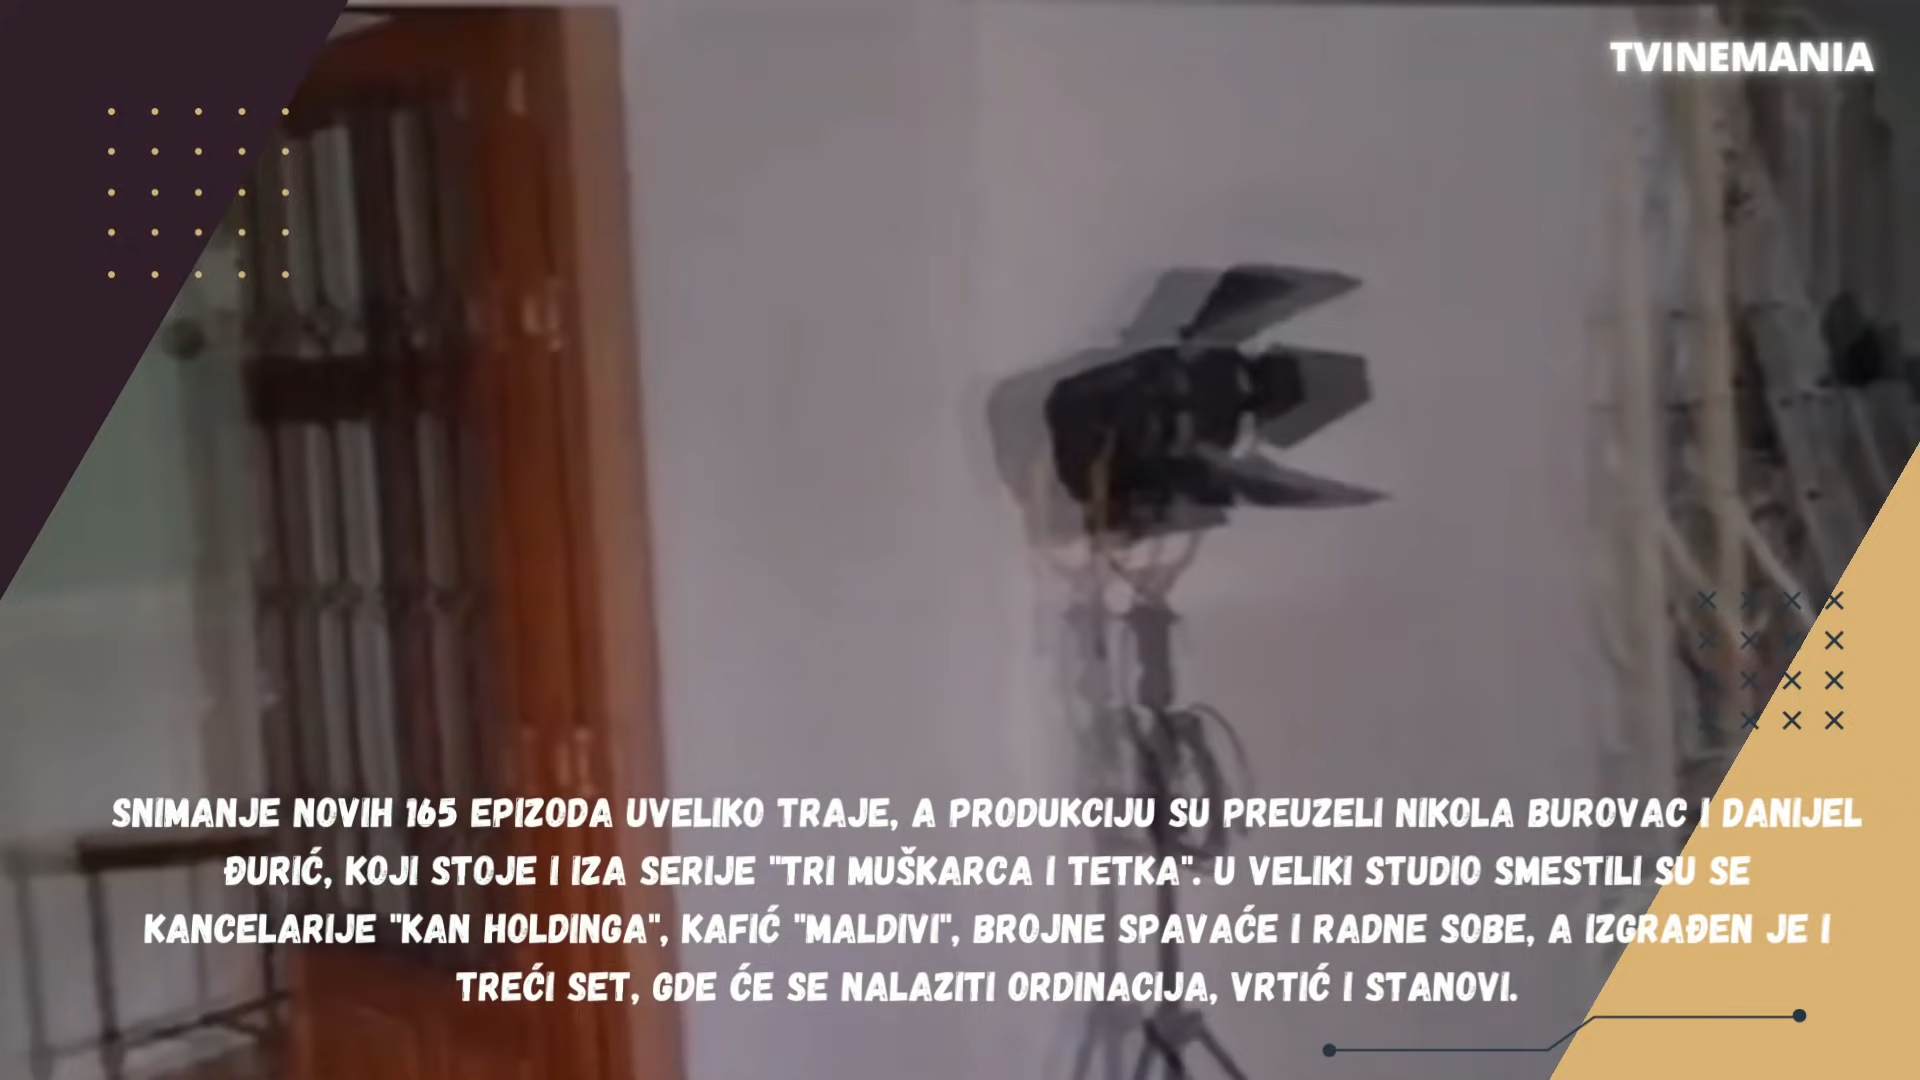 TVINEMANIA
SNIMANJE NOVIH 165 EPIZODA UVELIKO TRAJE, A PRODUKCIJU SU PREUZELI NIKOLA BUROVAC I DANIJEL
ĐURIĆ, KOJI STOJE I IZA SERIJE "TRI MUŠKARCA I TETKA". U VELIKI STUDIO SMESTILI SU SE
KANCELARIJE "KAN HOLDINGA", KAFIĆ "MALDIVI", BROJNE SPAVAĆE I RADNE SOBE, A IZGRAĐEN JE I
TREĆI SET, GDE ĆE SE NALAZITI ORDINACIJA, VRTIĆ I STANOVI.